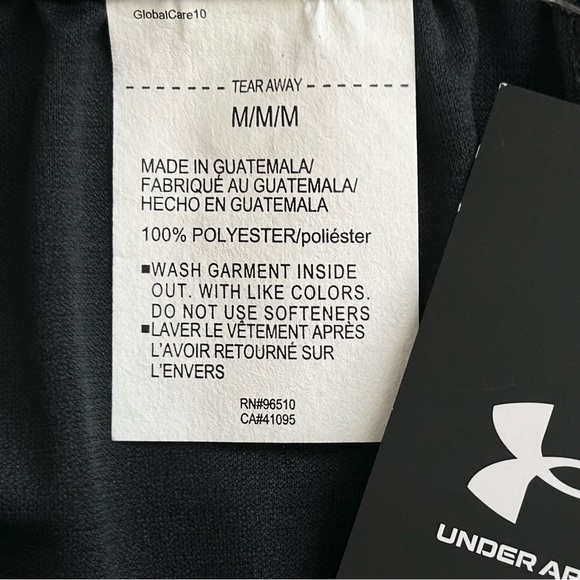 GlobalCare10
TEAR AWAY
M/M/M
MADE IN GUATEMALA/
FABRIQUÉ AU GUATEMALA/
HECHO EN GUATEMALA
100% POLYESTER/poliéster
▪WASH GARMENT INSIDE
OUT. WITH LIKE COLORS.
DO NOT USE SOFTENERS
▪LAVER LE VÊTEMENT APRÈS
L'AVOIR RETOURNÉ SUR
L'ENVERS
RN#96510
CA#41095
UNDER AR